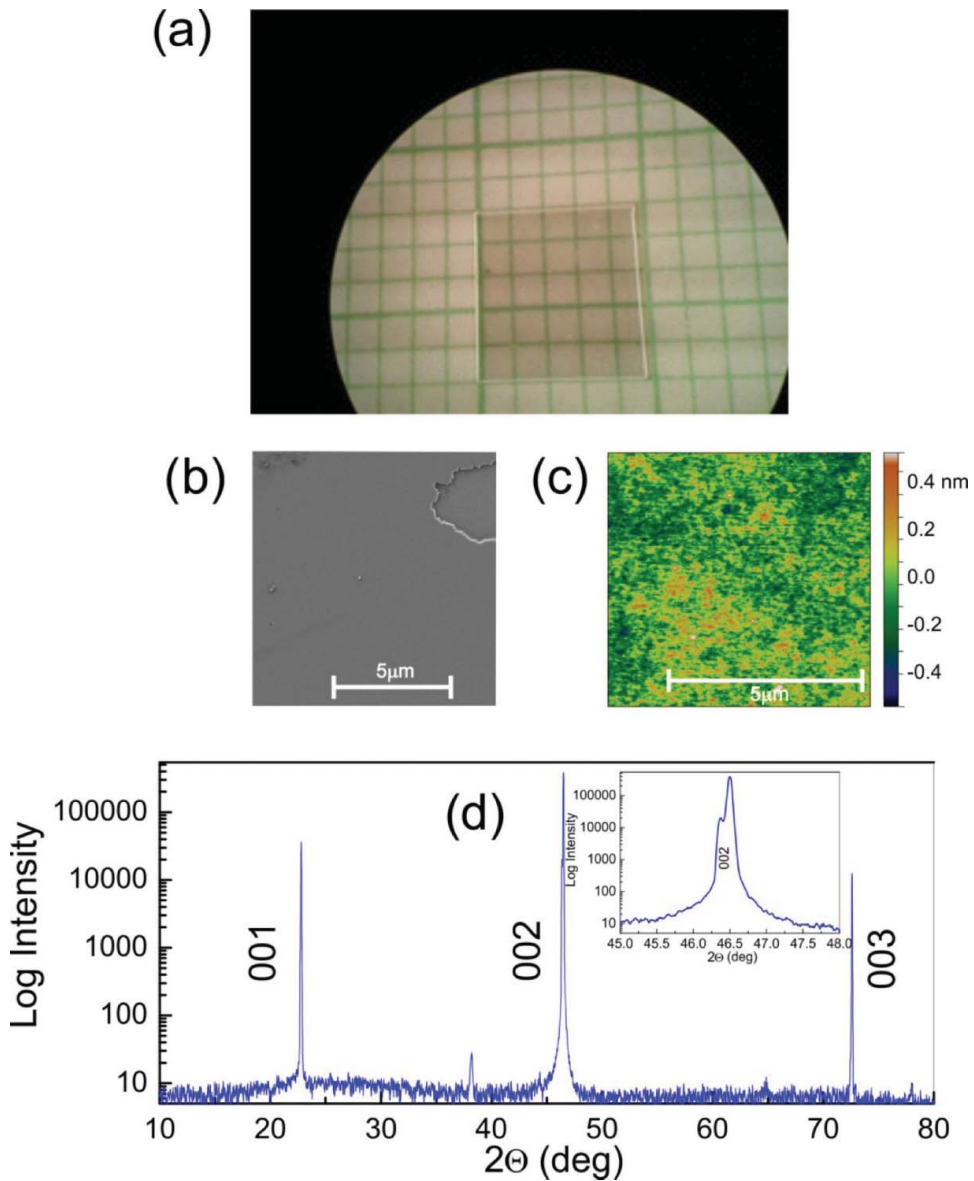 (a)
(b)
5μm
(c)
5μm
0.4 nm
0.2
0.0
-0.2
-0.4
(d)
Log Intensity
100000
10000
1000
100
10
001
002
003
10 20 30 40 50 60 70 80
2Θ (deg)
Log Intensity
100000
10000
1000
100
10
002
45.0 45.5 46.0 46.5 47.0 47.5 48.0
2Θ (deg)